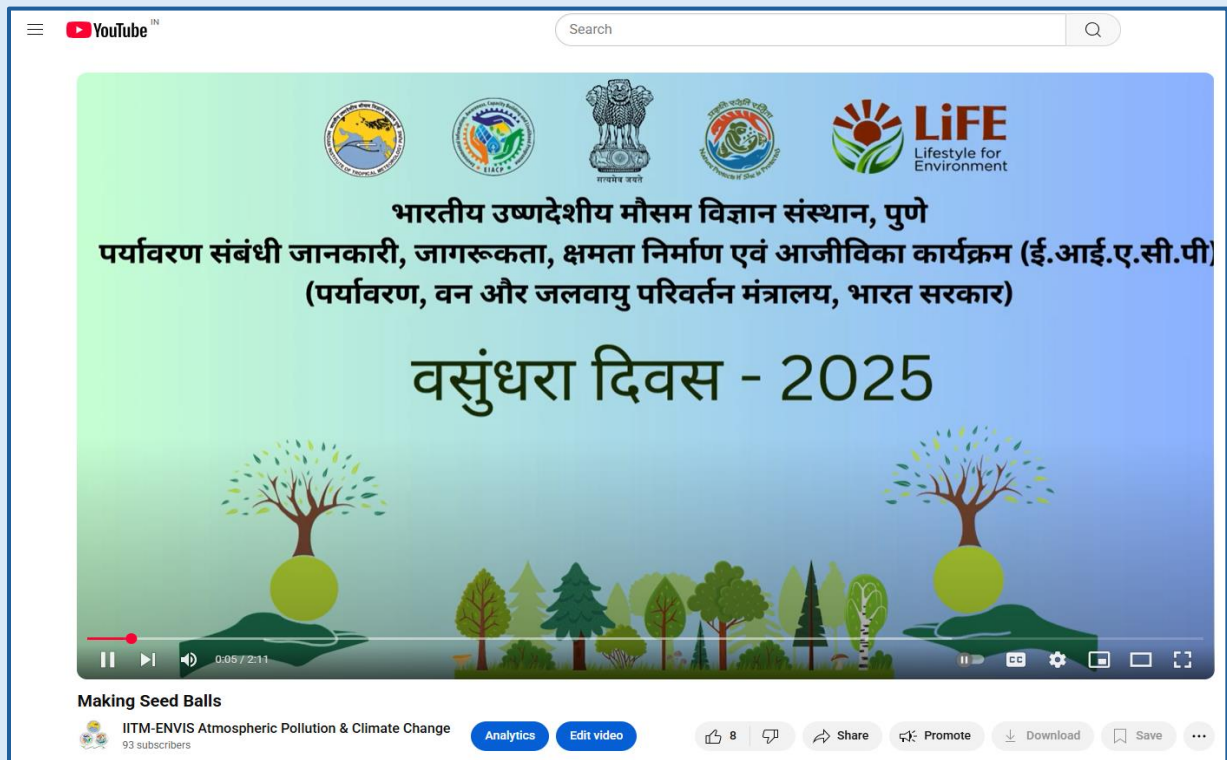 YouTube IN
Search
सत्यमेव जयते
EIACP
LiFE
Lifestyle for
Environment
भारतीय उष्णदेशीय मौसम विज्ञान संस्थान, पुणे
पर्यावरण संबंधी जानकारी, जागरूकता, क्षमता निर्माण एवं आजीविका कार्यक्रम (ई.आई.ए.सी.पी)
(पर्यावरण, वन और जलवायु परिवर्तन मंत्रालय, भारत सरकार)
वसुंधरा दिवस - 2025
0:05 / 2:11
CC
Making Seed Balls
IITM-ENVIS Atmospheric Pollution & Climate Change
93 subscribers
Analytics
Edit video
8
Share
Promote
Download
Save